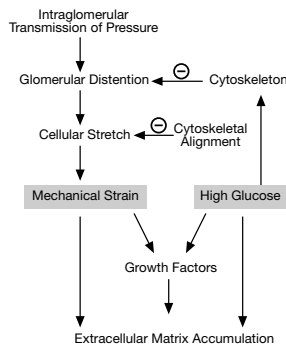 Intraglomerular
Transmission of Pressure
Glomerular Distention
Cytoskeleton
Cellular Stretch
Cytoskeletal
Alignment
Mechanical Strain
High Glucose
Growth Factors
Extracellular Matrix Accumulation